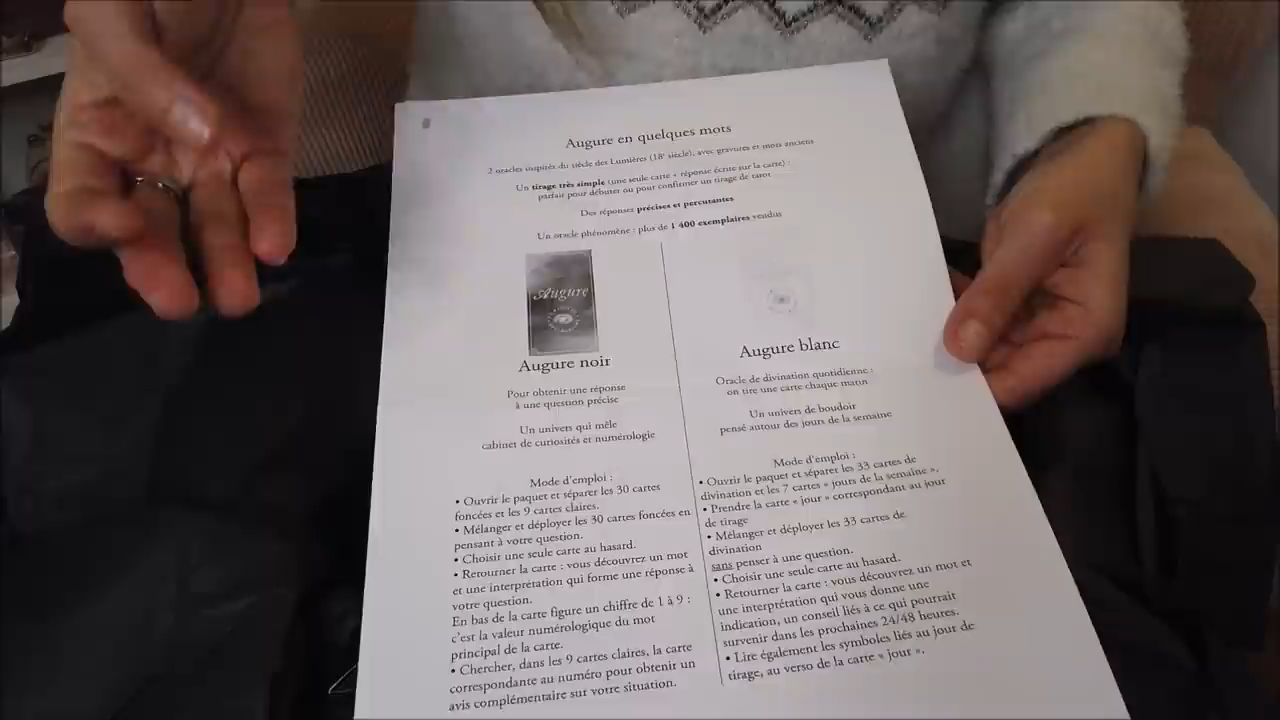 Augure en quelques mots
2 oracles inspirés du siècle des Lumières (18e siècle), avec gravures et mots anciens
Un tirage très simple (une seule carte + réponse écrite sur la carte) :
parfait pour débuter ou pour confirmer un tirage de tarot
Des réponses précises et percutantes
Un oracle phénomène : plus de 1 400 exemplaires vendus
Augure
Augure noir
Pour obtenir une réponse
à une question précise
Un univers qui mêle
cabinet de curiosités et numérologie
Mode d'emploi :
• Ouvrir le paquet et séparer les 30 cartes
foncées et les 9 cartes claires.
• Mélanger et déployer les 30 cartes foncées en
pensant à votre question.
• Choisir une seule carte au hasard.
• Retourner la carte : vous découvrez un mot
et une interprétation qui forme une réponse à
votre question.
En bas de la carte figure un chiffre de 1 à 9 :
c'est la valeur numérologique du mot
principal de la carte.
• Chercher, dans les 9 cartes claires, la carte
correspondante au numéro pour obtenir un
avis complémentaire sur votre situation.
Augure blanc
Oracle de divination quotidienne :
on tire une carte chaque matin
Un univers de boudoir
pensé autour des jours de la semaine
Mode d'emploi :
• Ouvrir le paquet et séparer les 33 cartes de
divination et les 7 cartes « jours de la semaine ».
• Prendre la carte « jour » correspondant au jour
de tirage
• Mélanger et déployer les 33 cartes de
divination
sans penser à une question.
• Choisir une seule carte au hasard.
• Retourner la carte : vous découvrez un mot et
une interprétation qui vous donne une
indication, un conseil liés à ce qui pourrait
survenir dans les prochaines 24/48 heures.
• Lire également les symboles liés au jour de
tirage, au verso de la carte « jour ».